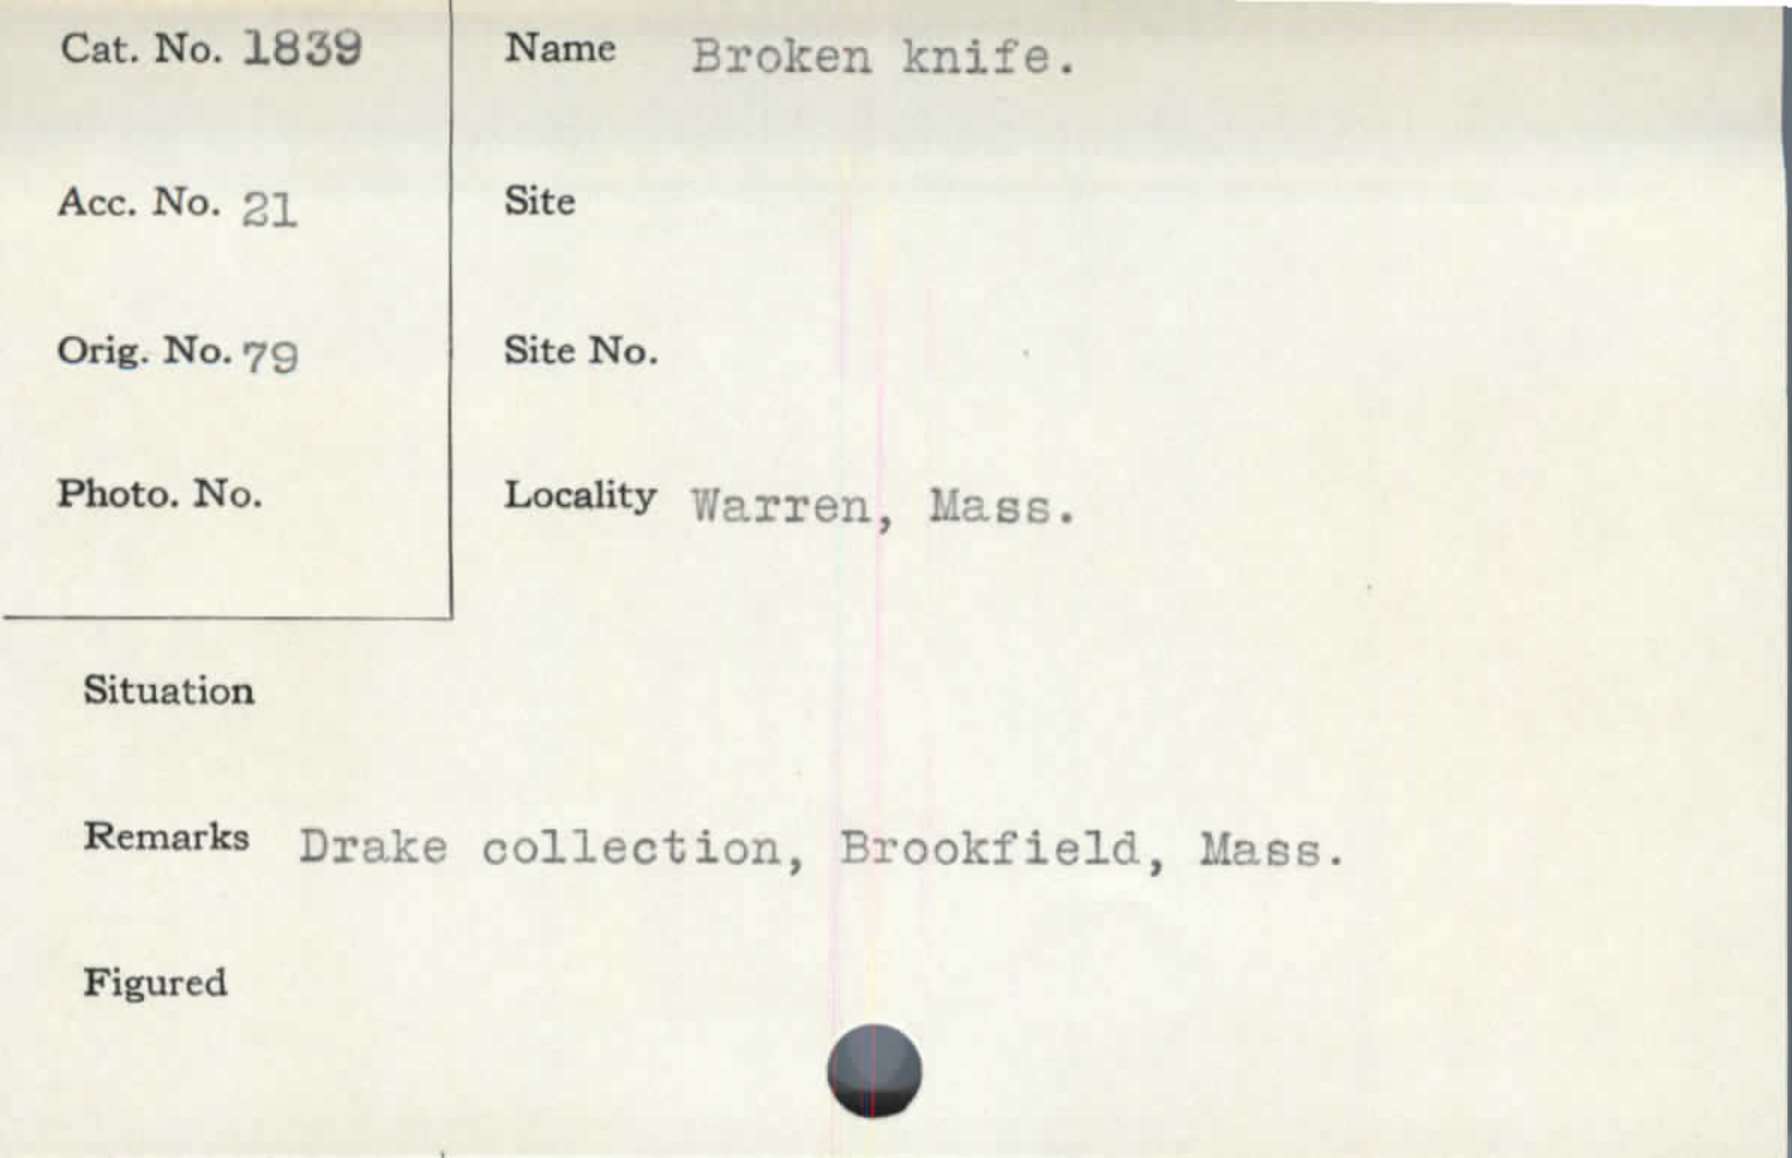 Cat. No. 1839
Name Broken knife.
Acc. No. 21
Site
Orig. No. 79
Site No.
Photo. No.
Locality Warren, Mass.
Situation
Remarks Drake collection, Brookfield, Mass.
Figured